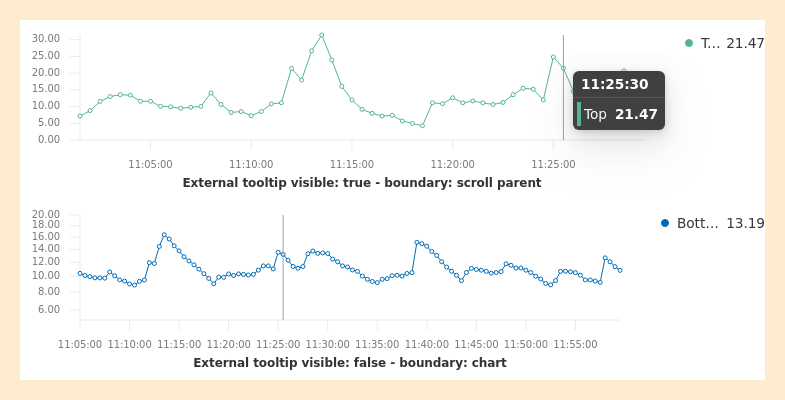 30.00
25.00
20.00
15.00
10.00
5.00
0.00
T... 21.47
11:25:30
Top 21.47
11:05:00 11:10:00 11:15:00 11:20:00 11:25:00
External tooltip visible: true - boundary: scroll parent
20.00
18.00
16.00
14.00
12.00
10.00
8.00
6.00
Bott... 13.19
11:05:00 11:10:00 11:15:00 11:20:00 11:25:00 11:30:00 11:35:00 11:40:00 11:45:00 11:50:00 11:55:00
External tooltip visible: false - boundary: chart